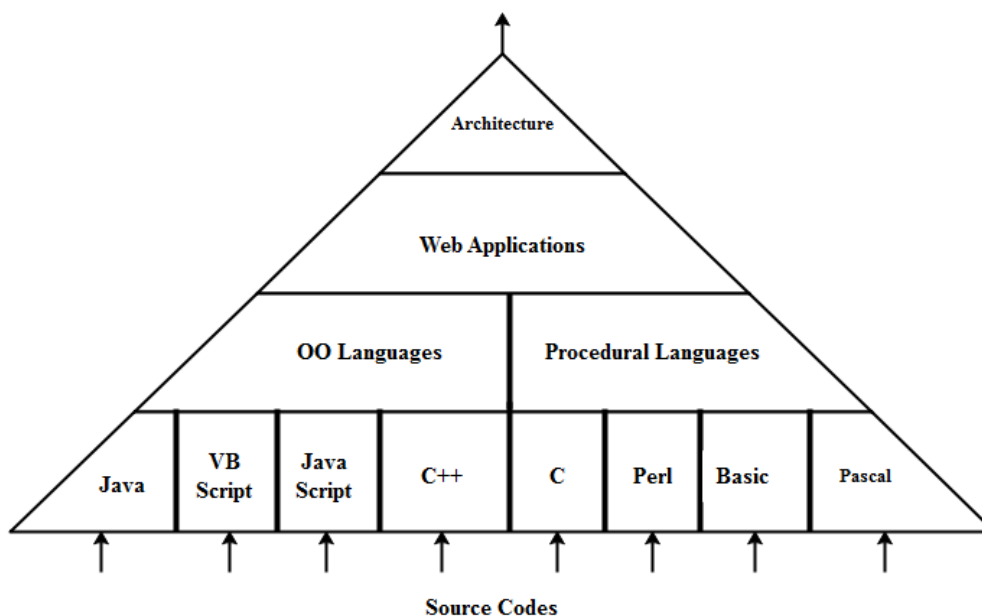 Architecture
Web Applications
OO Languages
Procedural Languages
Java
VB
Script
Java
Script
C++
C
Perl
Basic
Pascal
Source Codes